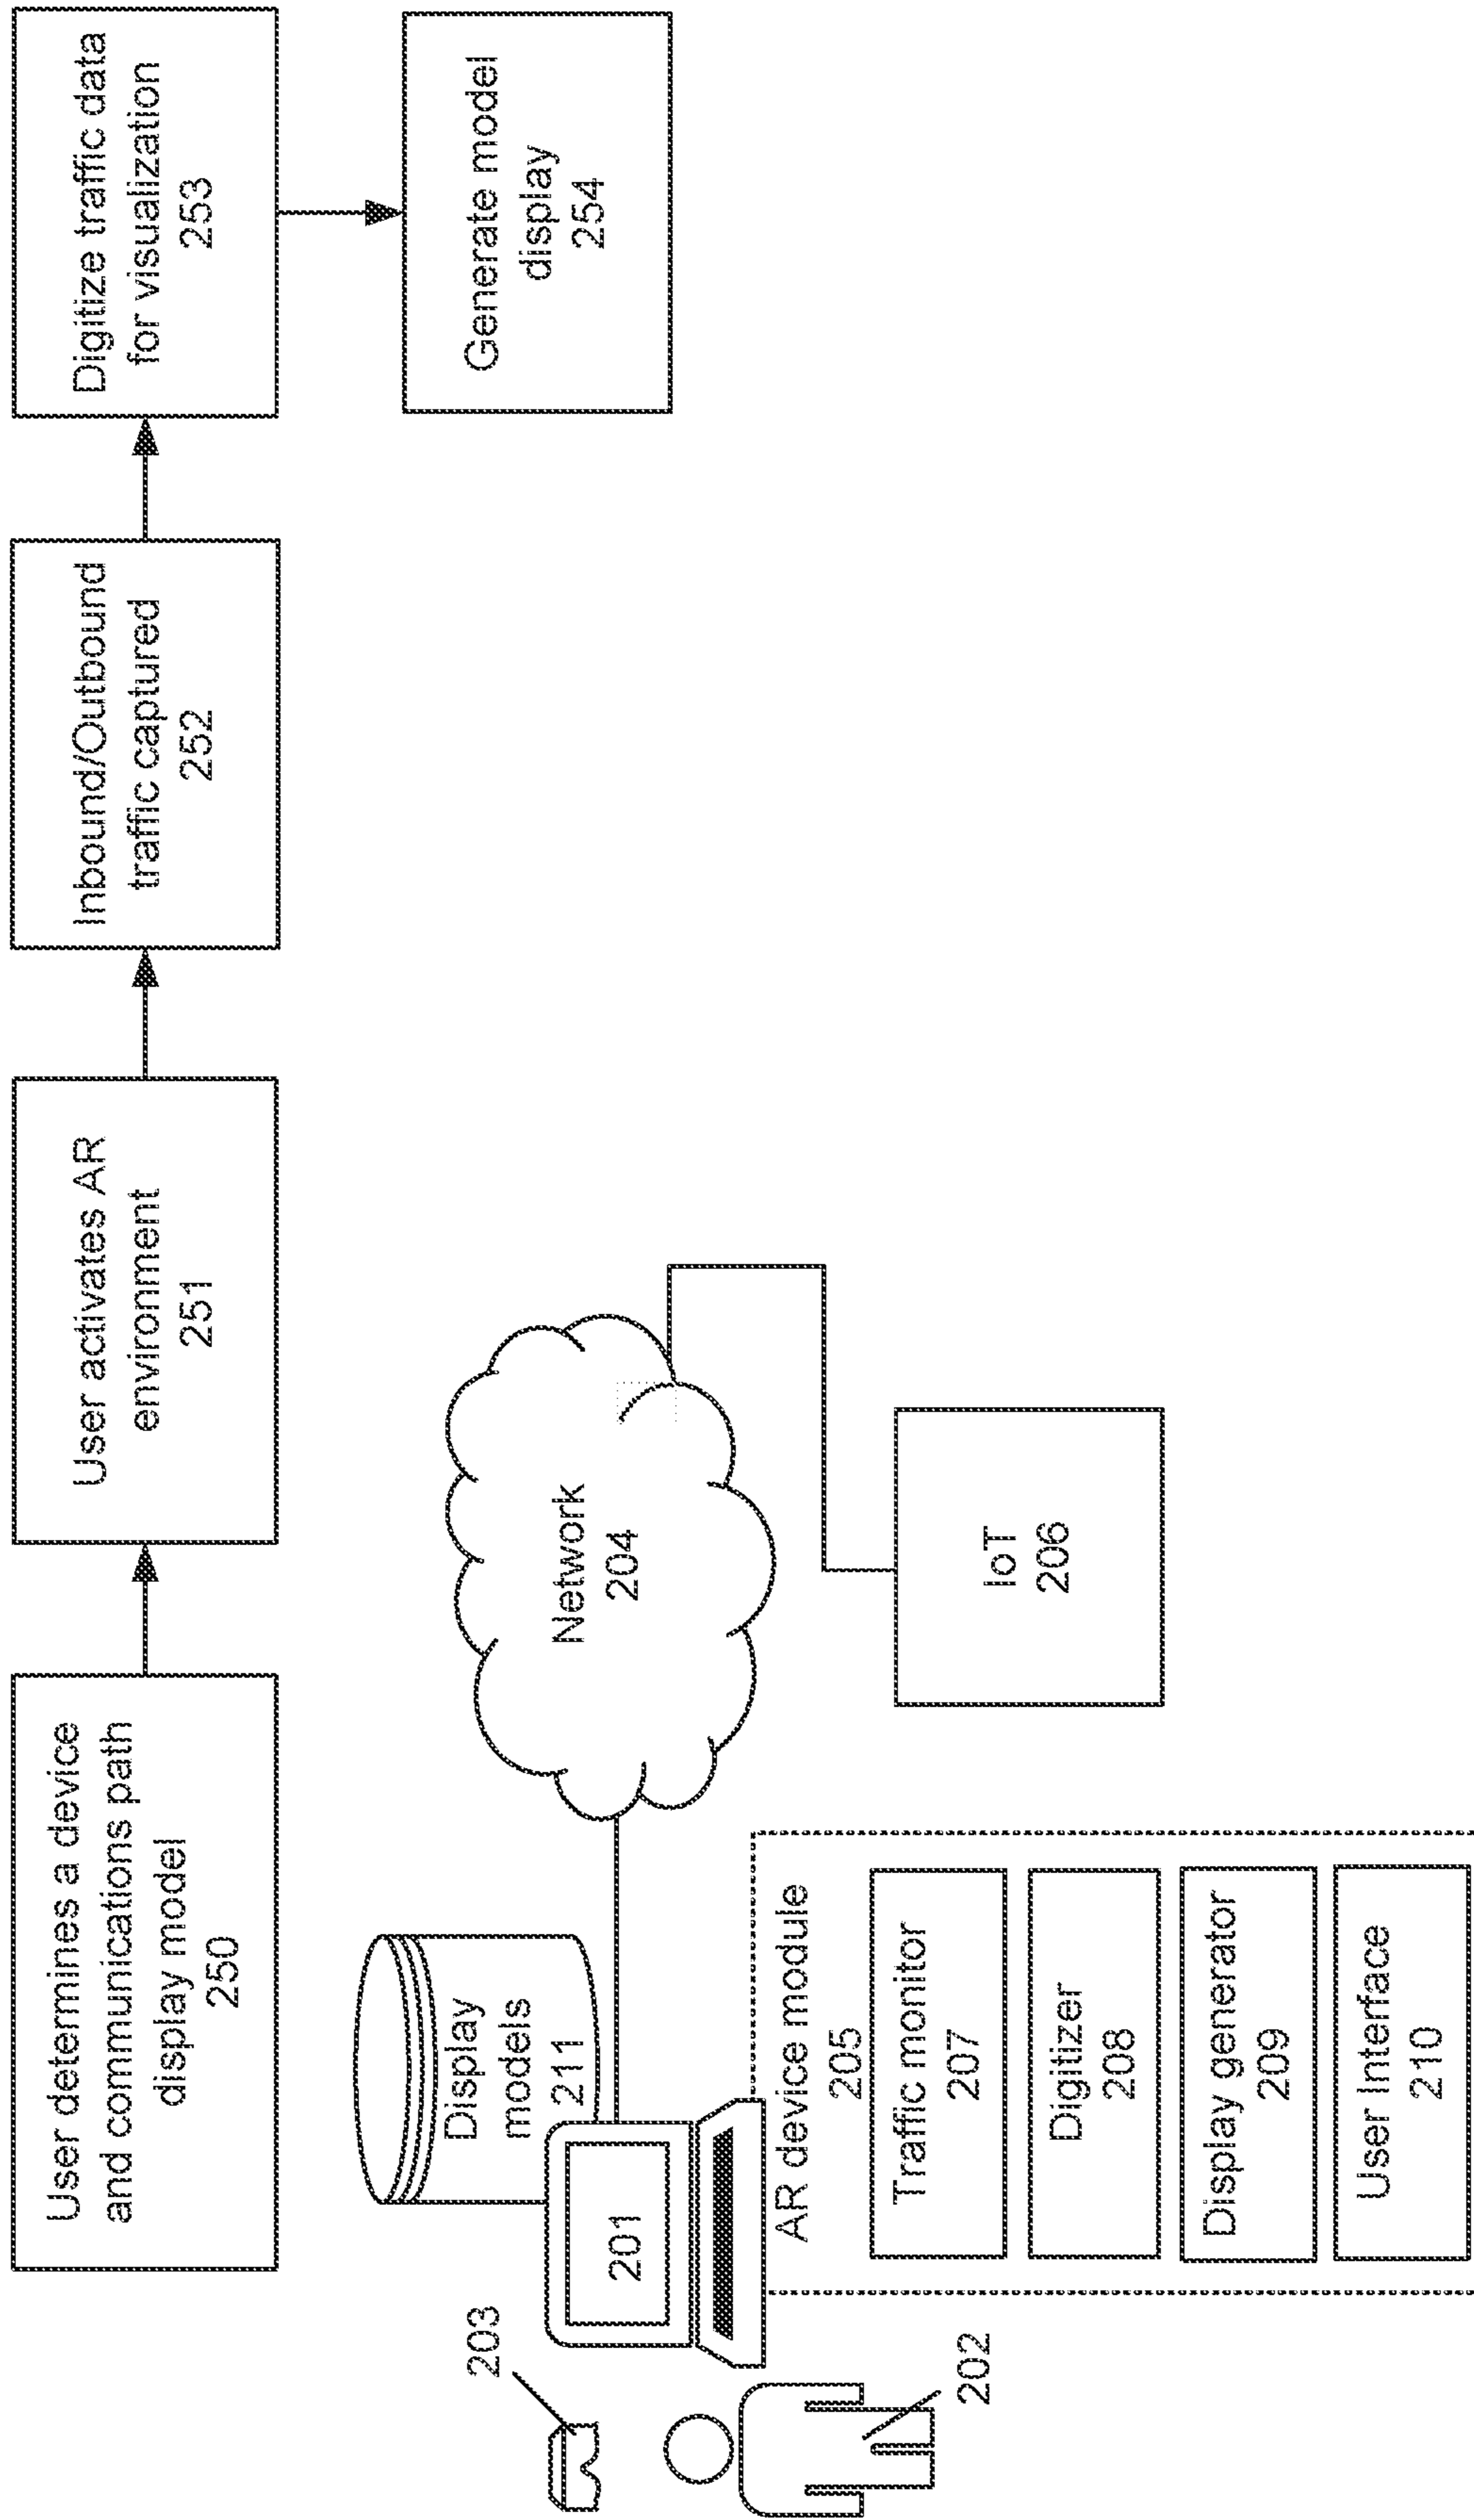 User determines a device
and communications path
display model
250
User activates AR
environment
251
Inbound/Outbound
traffic captured
252
Digitize traffic data
for visualization
253
Generate model
display
254
203
201
202
Display
models
211
Network
204
IoT
206
AR device module
205
Traffic monitor
207
Digitizer
208
Display generator
209
User Interface
210